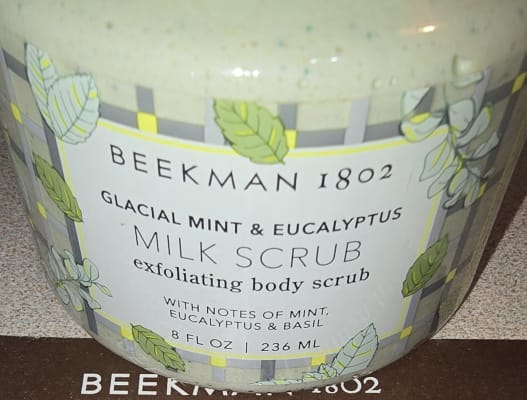 BEEKMAN 1802
GLACIAL MINT & EUCALYPTUS
MILK SCRUB
exfoliating body scrub
WITH NOTES OF MINT,
EUCALYPTUS & BASIL
8 FL OZ | 236 ML
BEEKMAN 1802